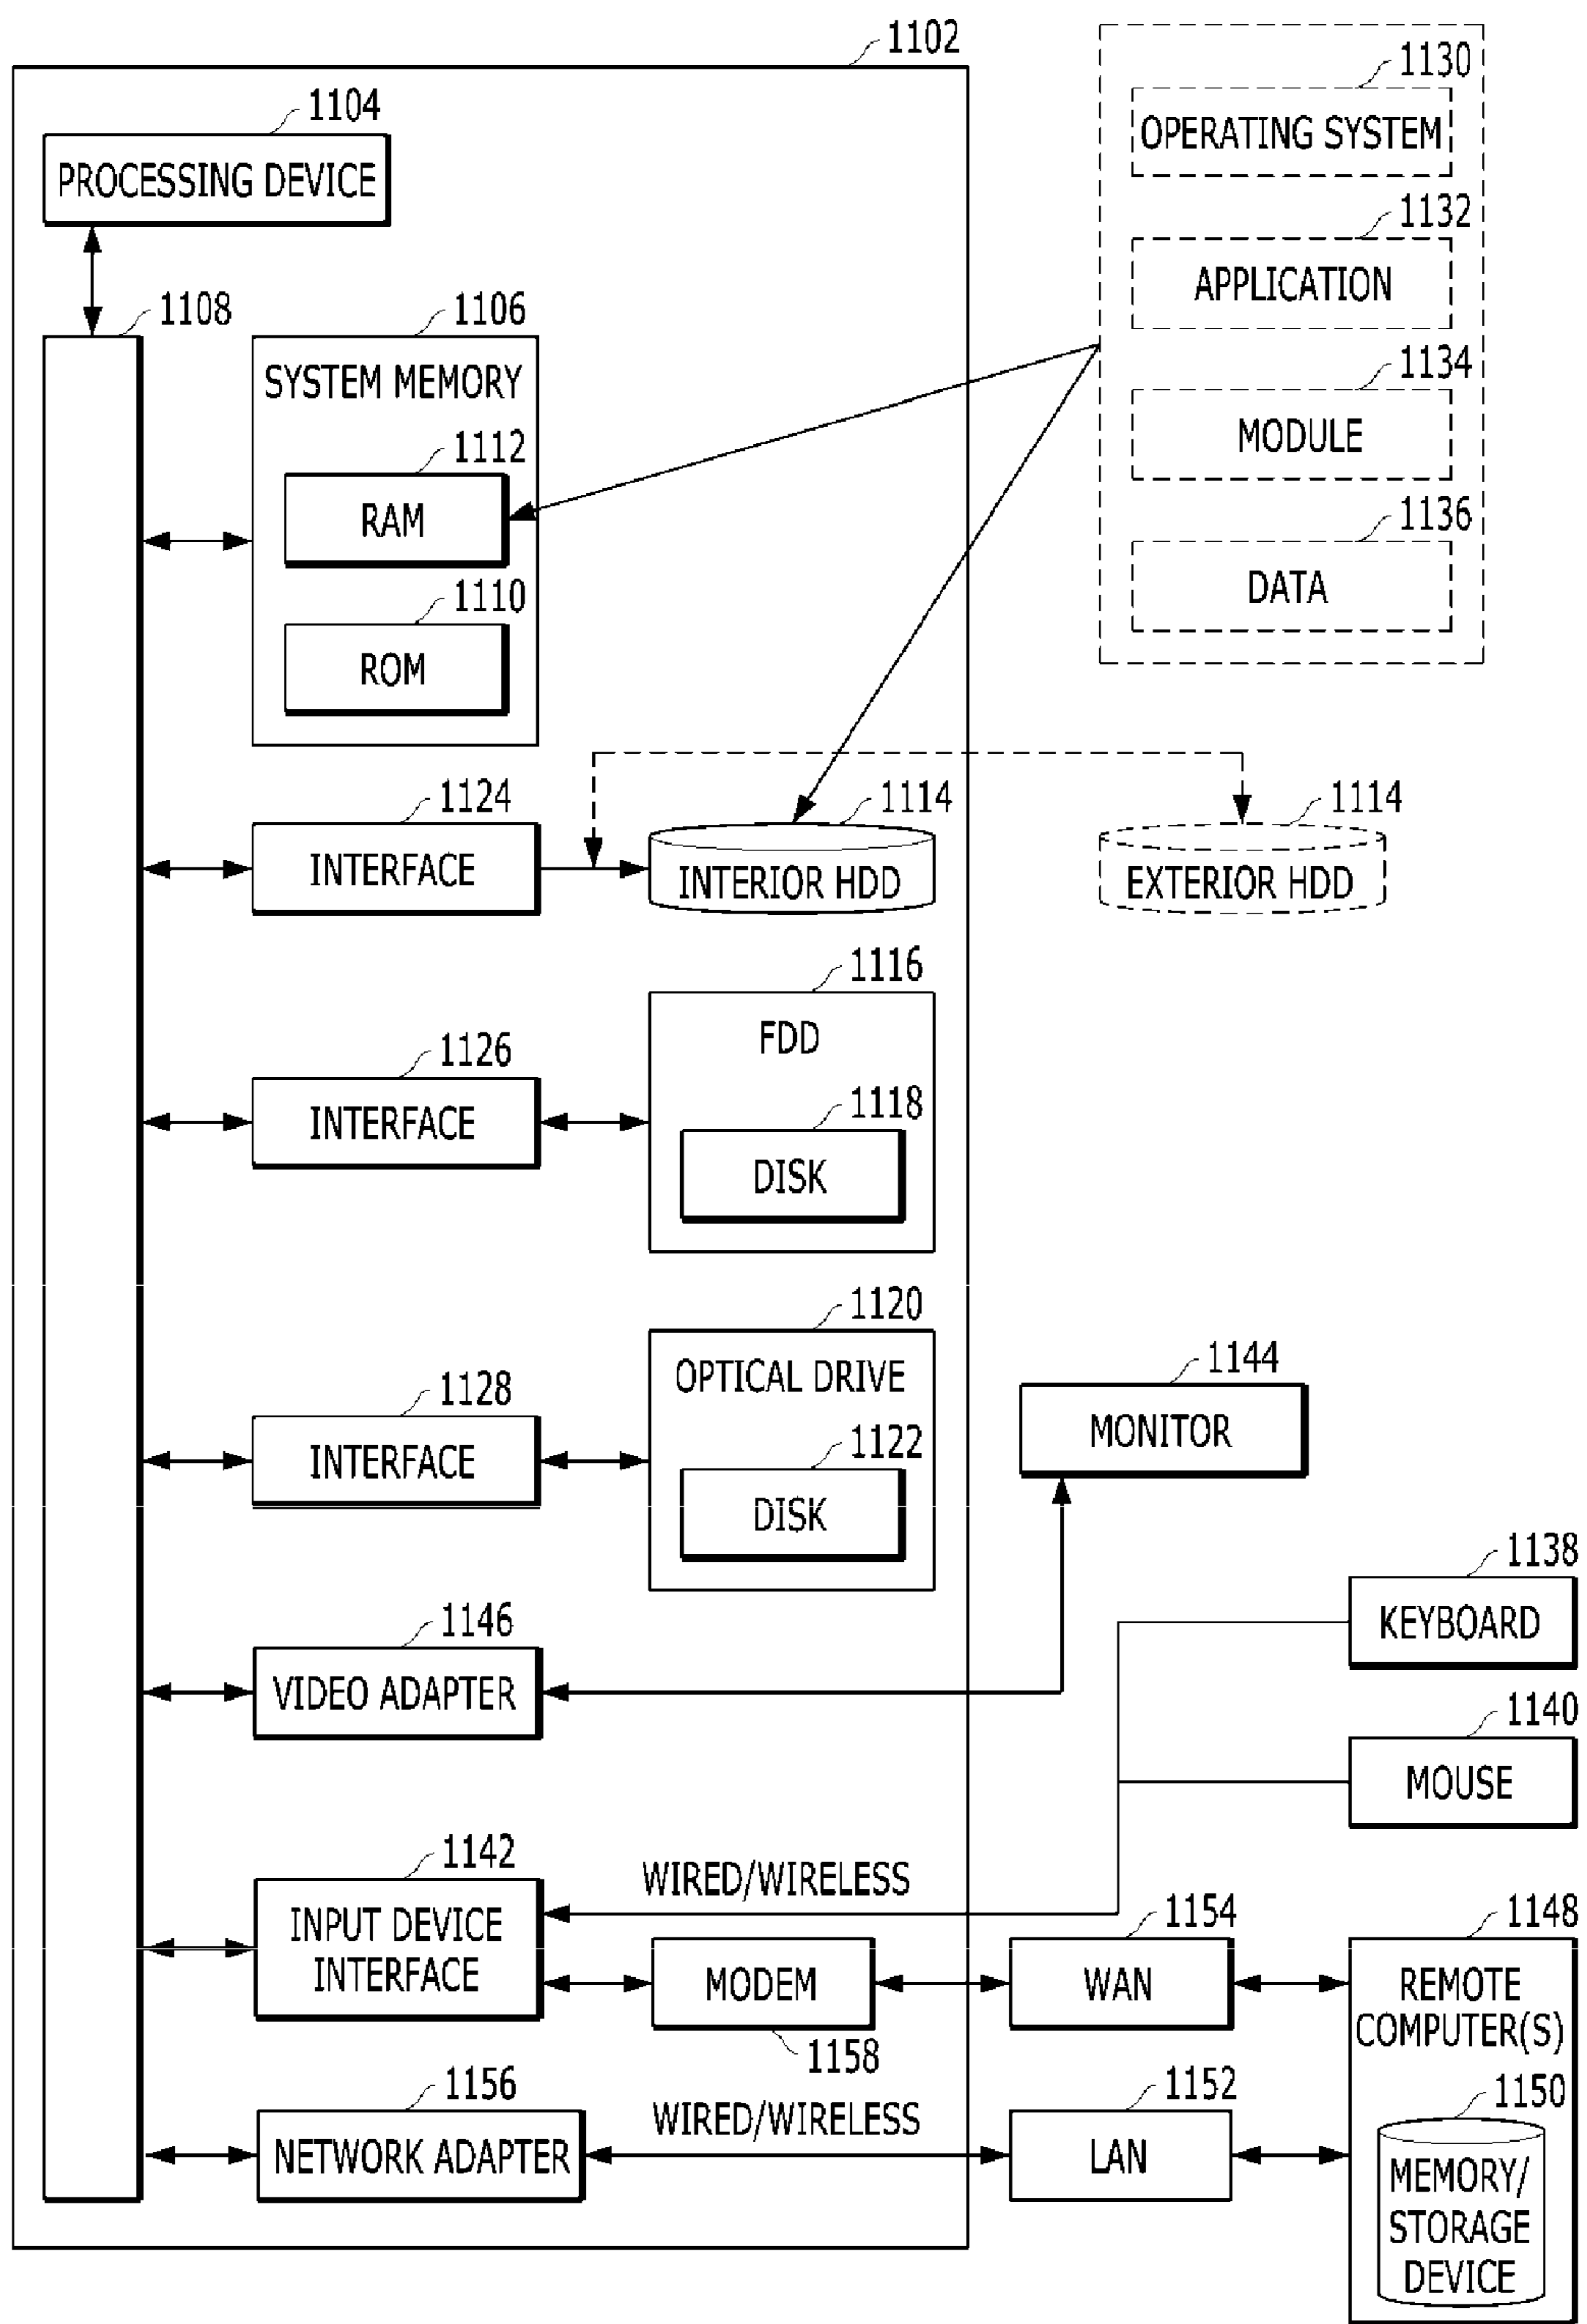 1102
1104
PROCESSING DEVICE
1108
1106
SYSTEM MEMORY
1112
RAM
1110
ROM
1130
OPERATING SYSTEM
1132
APPLICATION
1134
MODULE
1136
DATA
1124
INTERFACE
1114
INTERIOR HDD
1114
EXTERIOR HDD
1126
INTERFACE
1116
FDD
1118
DISK
1128
INTERFACE
1120
OPTICAL DRIVE
1122
DISK
1144
MONITOR
1146
VIDEO ADAPTER
1138
KEYBOARD
1140
MOUSE
1142
INPUT DEVICE
INTERFACE
WIRED/WIRELESS
MODEM
1158
1154
WAN
1148
REMOTE
COMPUTER(S)
1156
NETWORK ADAPTER
WIRED/WIRELESS
1152
LAN
1150
MEMORY/
STORAGE
DEVICE